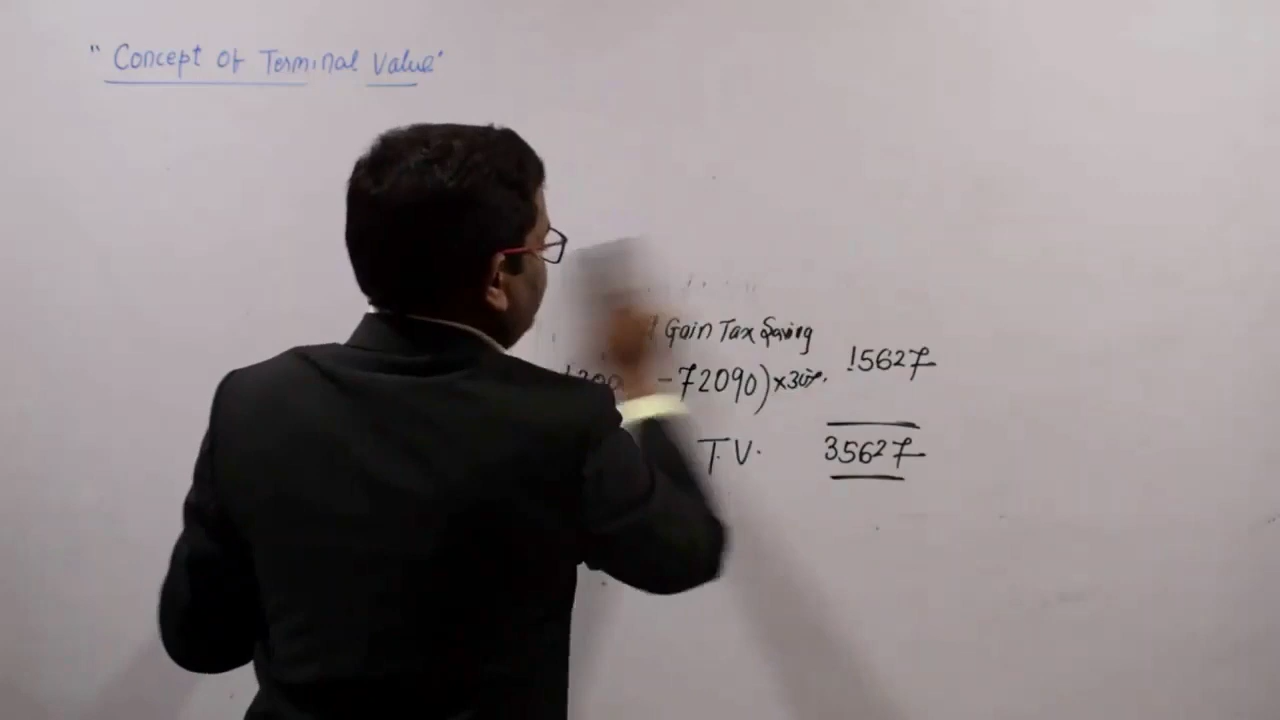 "Concept Of Terminal Value"
Gain Tax Saving
-72090) x 30%. 15627
T.V. 35627